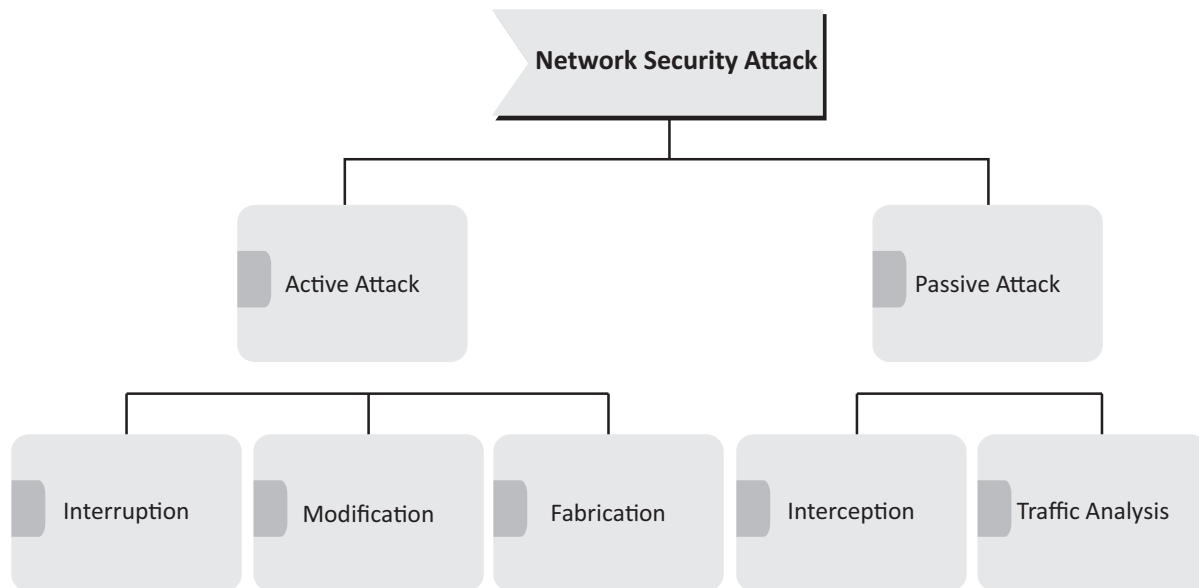 Network Security Attack
Active Attack
Passive Attack
Interruption
Modification
Fabrication
Interception
Traffic Analysis